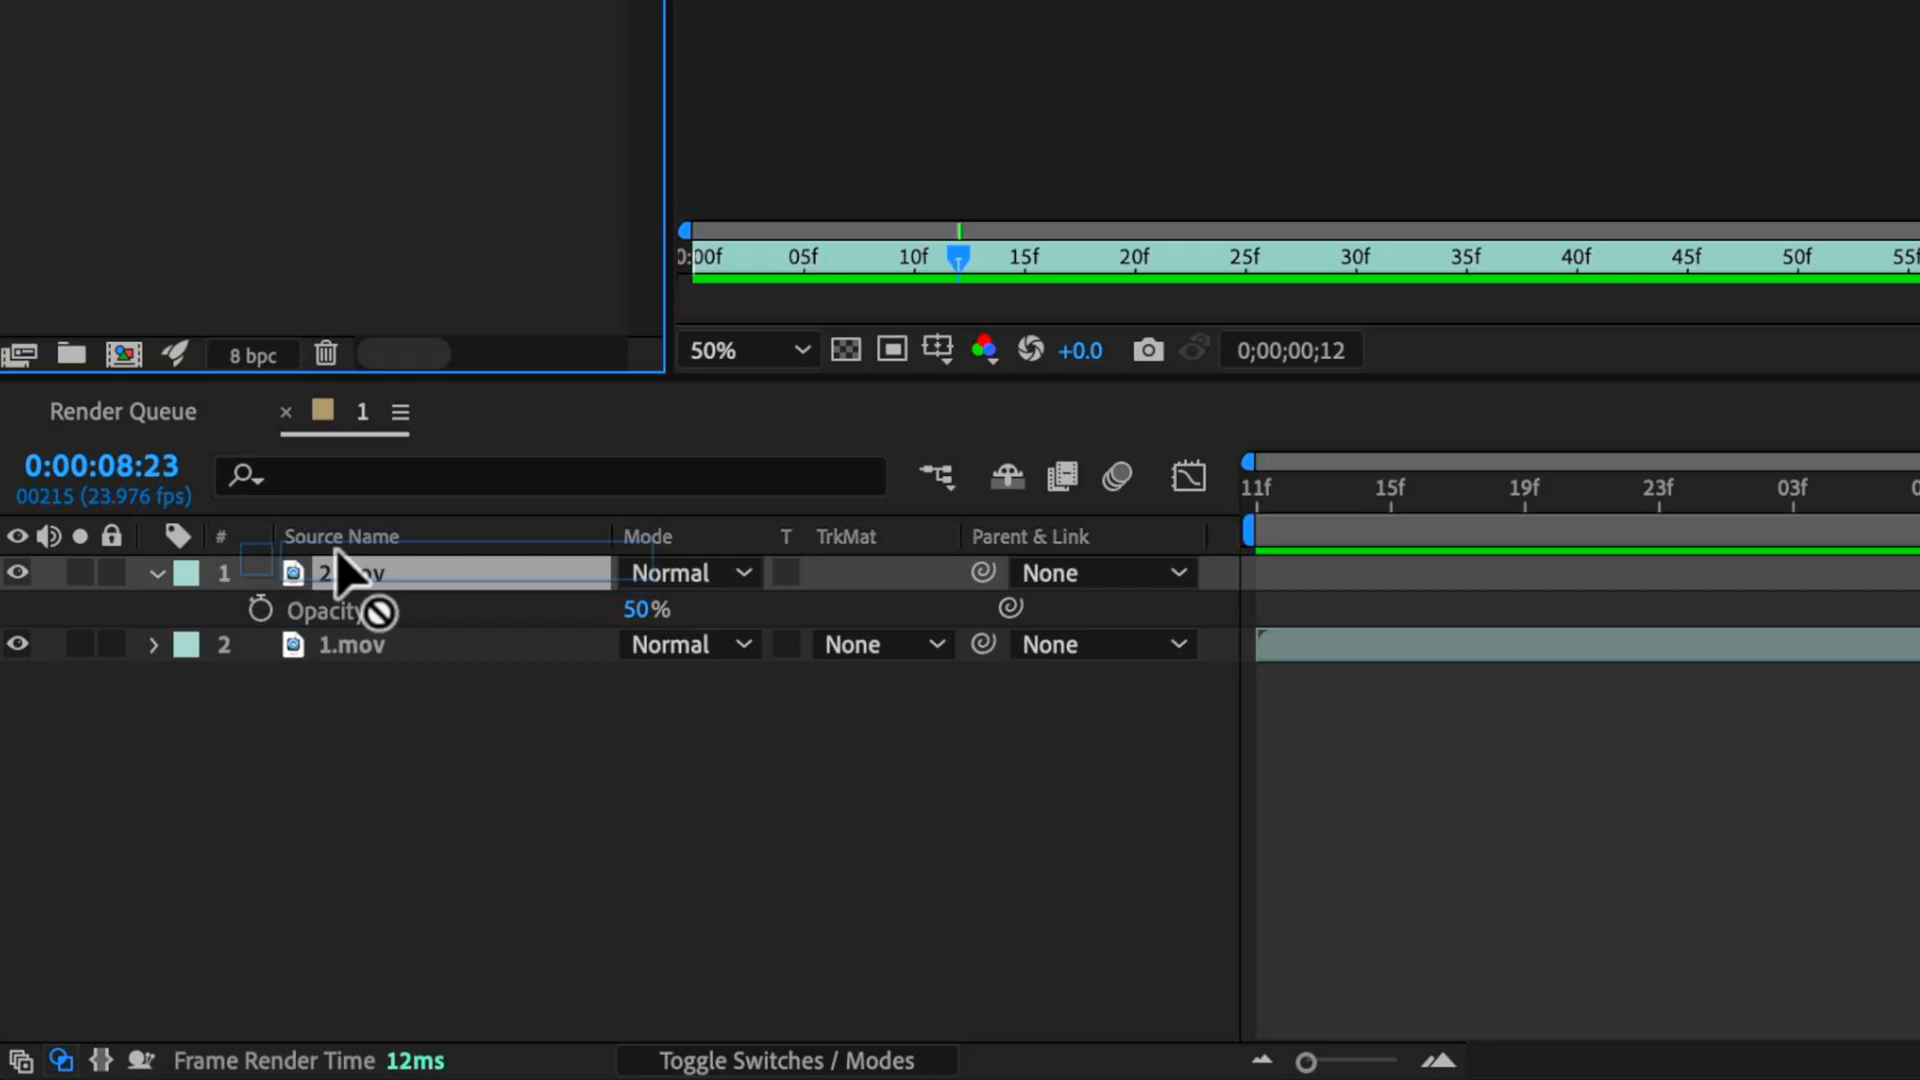 0:00f 05f 10f 15f 20f 25f 30f 35f 40f 45f 50f 55f
8 bpc 50% +0.0 0;00;00;12
Render Queue × 1
0:00:08:23
00215 (23.976 fps)
11f 15f 19f 23f 03f
# Source Name Mode T TrkMat Parent & Link
1 Normal None
Opacity 50%
2 1.mov Normal None None
Frame Render Time 12ms Toggle Switches / Modes